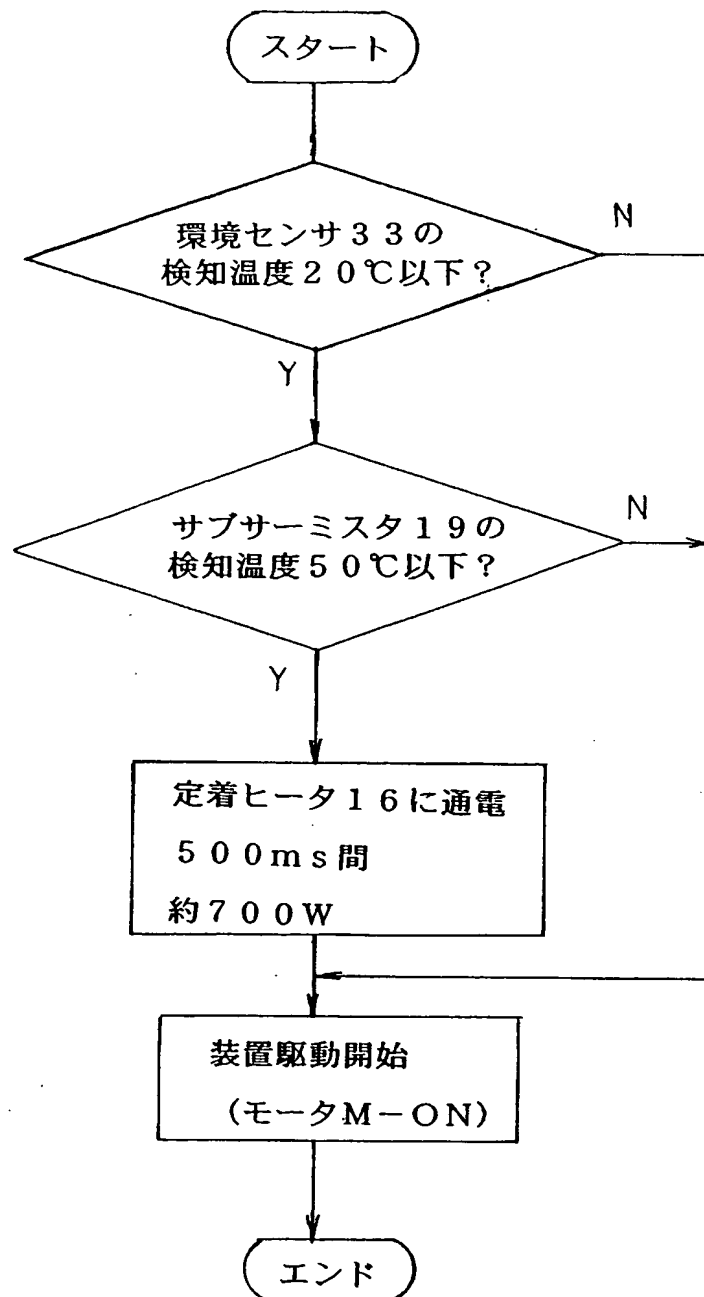 スタート
環境センサ33の
検知温度20℃以下?
N
Y
サブサーミスタ19の
検知温度50℃以下?
N
Y
定着ヒータ16に通電
500ms間
約700W
装置駆動開始
(モータM-ON)
エンド